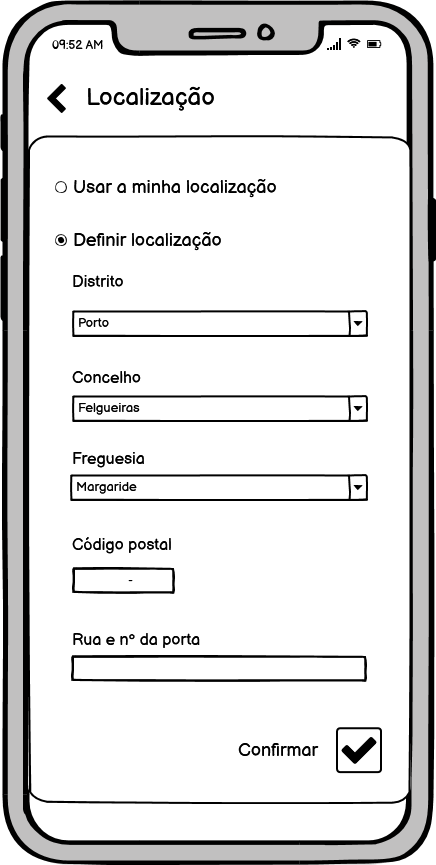 09:52 AM
Localização
Usar a minha localização
Definir localização
Distrito
Porto
Concelho
Felgueiras
Freguesia
Margaride
Código postal
-
Rua e nº da porta
Confirmar